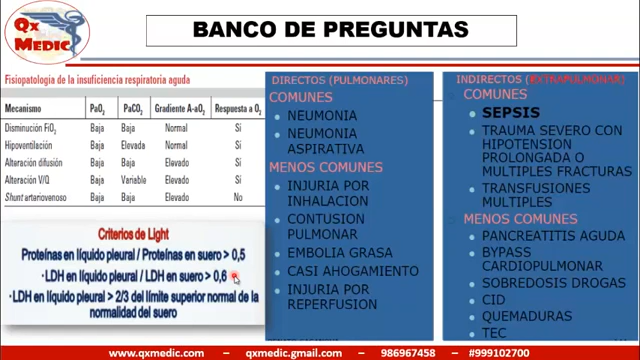 Qx
MEDIC
BANCO DE PREGUNTAS
Fisiopatología de la insuficiencia respiratoria aguda
Mecanismo PaO2 PaCO2 Gradiente A-aO2 Respuesta a O2
Disminución FiO2 Baja Baja Normal Sí
Hipoventilación Baja Elevada Normal Sí
Alteración difusión Baja Baja Elevado Sí
Alteración V/Q Baja Variable Elevado Sí
Shunt arteriovenoso Baja Baja Elevado No
Criterios de Light
Proteínas en líquido pleural / Proteínas en suero > 0,5
·LDH en líquido pleural / LDH en suero > 0,6
·LDH en líquido pleural > 2/3 del límite superior normal de la
normalidad del suero
DIRECTOS (PULMONARES)
COMUNES
NEUMONIA
NEUMONIA
ASPIRATIVA
MENOS COMUNES
INJURIA POR
INHALACION
CONTUSION
PULMONAR
EMBOLIA GRASA
CASI AHOGAMIENTO
INJURIA POR
REPERFUSION
INDIRECTOS (EXTRAPULMONAR)
COMUNES
SEPSIS
TRAUMA SEVERO CON
HIPOTENSION
PROLONGADA O
MULTIPLES FRACTURAS
TRANSFUSIONES
MULTIPLES
MENOS COMUNES
PANCREATITIS AGUDA
BYPASS
CARDIOPULMONAR
SOBREDOSIS DROGAS
CID
QUEMADURAS
TEC
www.qxmedic.com – qxmedic.gmail.com – 986967458 – #999102700